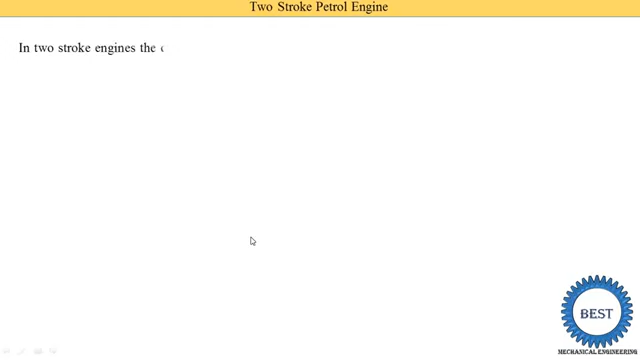 Two Stroke Petrol Engine
In two stroke engines the
BEST
MECHANICAL ENGINEERING